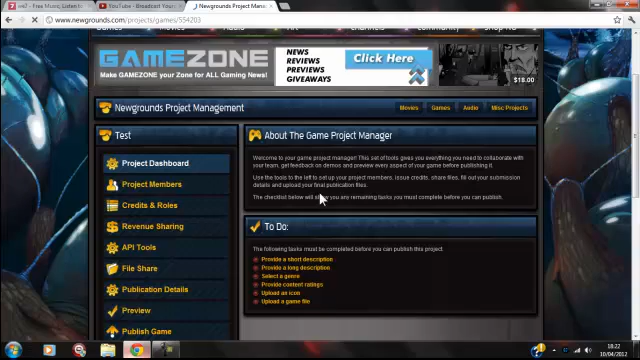 YouTube - Broadcast Your
Newgrounds Project Mana
www.newgrounds.com/projects/games/554203
GAMEZONE
Make GAMEZONE your Zone for ALL Gaming News!
NEWS
REVIEWS
PREVIEWS
GIVEAWAYS
Click Here
$18.00
Newgrounds Project Management
Movies Games Audio Misc Projects
Test
Project Dashboard
Project Members
Credits & Roles
Revenue Sharing
API Tools
File Share
Publication Details
Preview
Publish Game
About The Game Project Manager
Welcome to your game project manager! This set of tools gives you everything you need to collaborate with
your team, get feedback on demos and preview every aspect of your game before publishing it.
Use the tools to the left to set up your project members, issue credits, share files, fill out your submission
details and upload your final publication files.
The checklist below will show you any remaining tasks you must complete before you can publish.
To Do:
The following tasks must be completed before you can publish this project.
Provide a short description
Provide a long description
Select a genre
Provide content ratings
Upload an icon
Upload a game file
18:22
10/04/2012